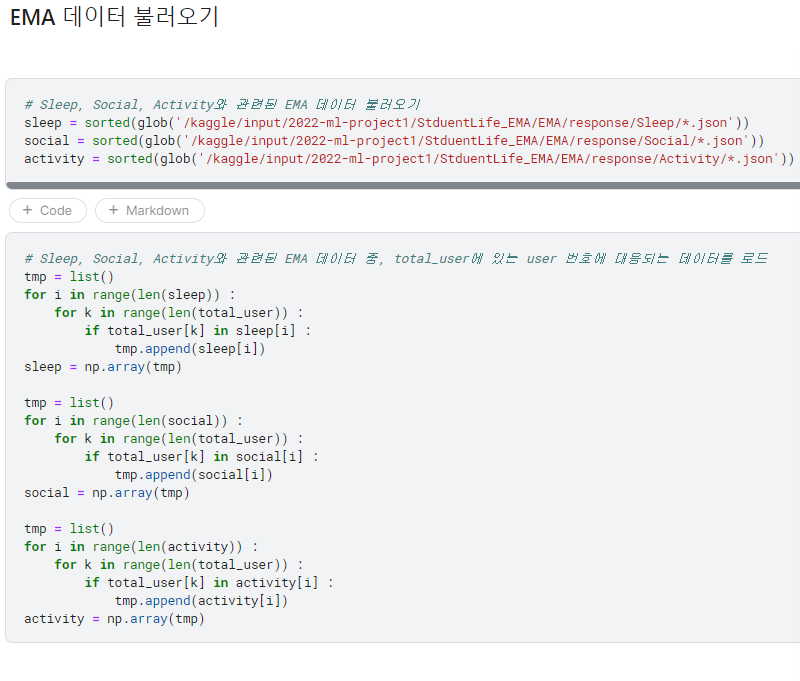 EMA 데이터 불러오기
# Sleep, Social, Activity와 관련된 EMA 데이터 불러오기
sleep = sorted(glob('/kaggle/input/2022-ml-project1/StduentLife_EMA/EMA/response/Sleep/*.json'))
social = sorted(glob('/kaggle/input/2022-ml-project1/StduentLife_EMA/EMA/response/Social/*.json'))
activity = sorted(glob('/kaggle/input/2022-ml-project1/StduentLife_EMA/EMA/response/Activity/*.json'))
+ Code + Markdown
# Sleep, Social, Activity와 관련된 EMA 데이터 중, total_user에 있는 user 번호에 대응되는 데이터를 로드
tmp = list()
for i in range(len(sleep)) :
    for k in range(len(total_user)) :
        if total_user[k] in sleep[i] :
            tmp.append(sleep[i])
sleep = np.array(tmp)
tmp = list()
for i in range(len(social)) :
    for k in range(len(total_user)) :
        if total_user[k] in social[i] :
            tmp.append(social[i])
social = np.array(tmp)
tmp = list()
for i in range(len(activity)) :
    for k in range(len(total_user)) :
        if total_user[k] in activity[i] :
            tmp.append(activity[i])
activity = np.array(tmp)